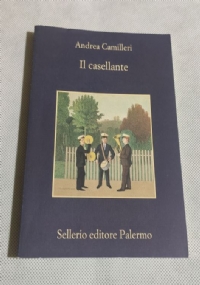 Andrea Camilleri
Il casellante
Sellerio editore Palermo